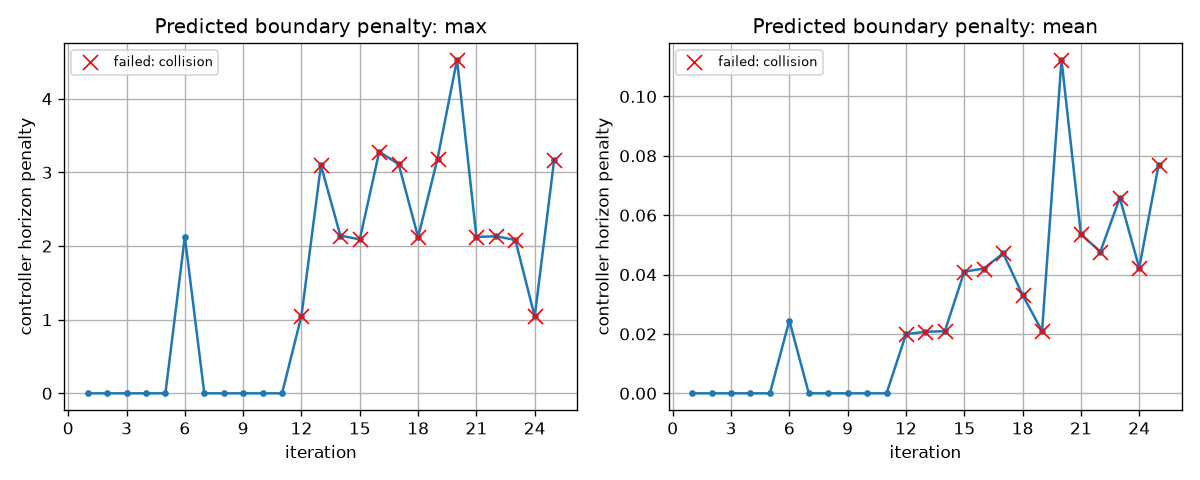 Predicted boundary penalty: max
failed: collision
controller horizon penalty
4
3
2
1
0
0 3 6 9 12 15 18 21 24
iteration
Predicted boundary penalty: mean
failed: collision
controller horizon penalty
0.10
0.08
0.06
0.04
0.02
0.00
0 3 6 9 12 15 18 21 24
iteration